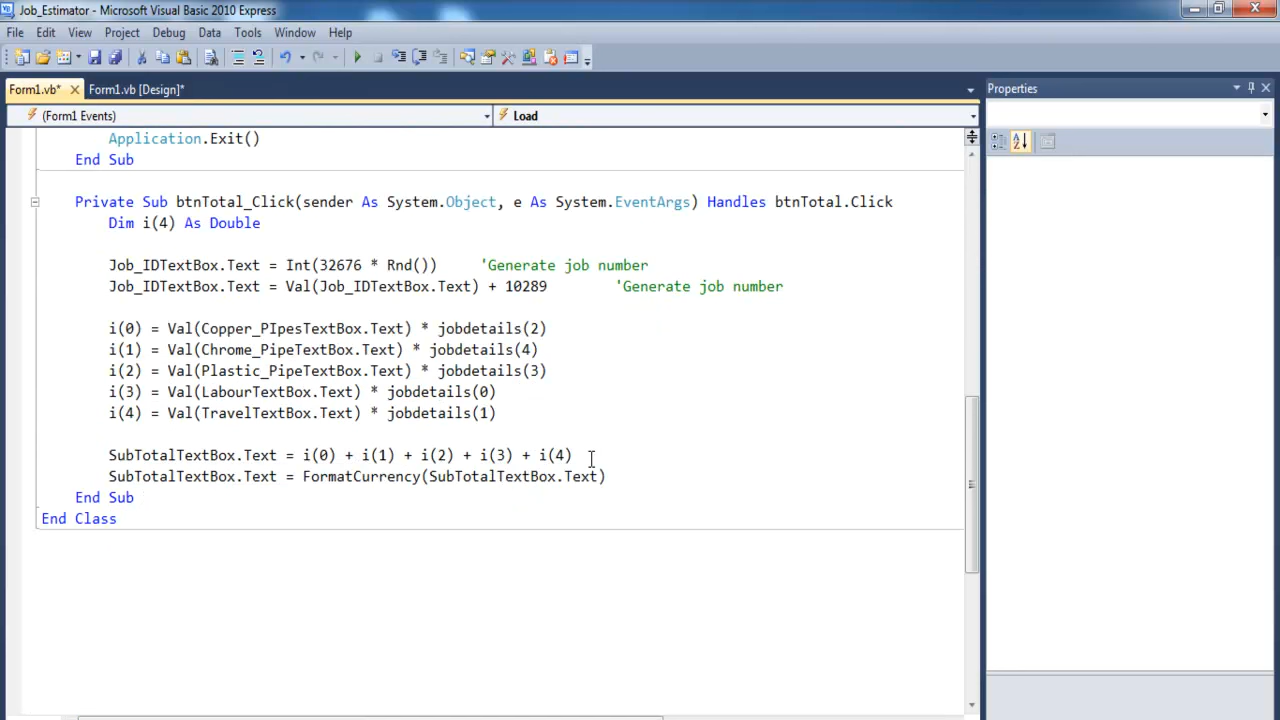 Job_Estimator - Microsoft Visual Basic 2010 Express
File Edit View Project Debug Data Tools Window Help
Form1.vb* Form1.vb [Design]*
Properties
(Form1 Events) Load
Application.Exit()
End Sub
Private Sub btnTotal_Click(sender As System.Object, e As System.EventArgs) Handles btnTotal.Click
Dim i(4) As Double
Job_IDTextBox.Text = Int(32676 * Rnd()) 'Generate job number
Job_IDTextBox.Text = Val(Job_IDTextBox.Text) + 10289 'Generate job number
i(0) = Val(Copper_PIpesTextBox.Text) * jobdetails(2)
i(1) = Val(Chrome_PipeTextBox.Text) * jobdetails(4)
i(2) = Val(Plastic_PipeTextBox.Text) * jobdetails(3)
i(3) = Val(LabourTextBox.Text) * jobdetails(0)
i(4) = Val(TravelTextBox.Text) * jobdetails(1)
SubTotalTextBox.Text = i(0) + i(1) + i(2) + i(3) + i(4)
SubTotalTextBox.Text = FormatCurrency(SubTotalTextBox.Text)
End Sub
End Class